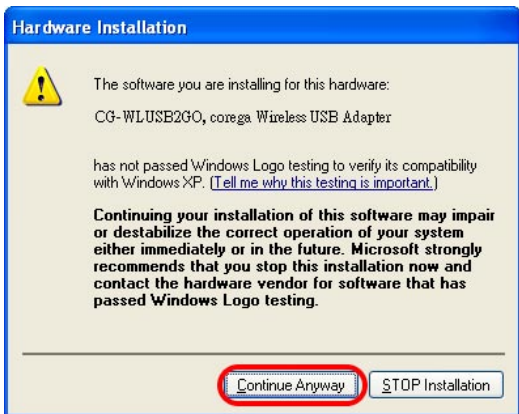 Hardware Installation
The software you are installing for this hardware:
CG-WLUSB2GO, corega Wireless USB Adapter
has not passed Windows Logo testing to verify its compatibility
with Windows XP. (Tell me why this testing is important.)
Continuing your installation of this software may impair
or destabilize the correct operation of your system
either immediately or in the future. Microsoft strongly
recommends that you stop this installation now and
contact the hardware vendor for software that has
passed Windows Logo testing.
Continue Anyway
STOP Installation